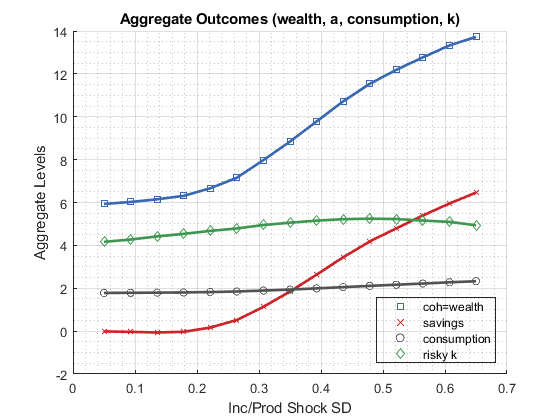 Aggregate Outcomes (wealth, a, consumption, k)
14
12
10
8
6
4
2
0
-2
Aggregate Levels
coh=wealth
savings
consumption
risky k
0
0.1
0.2
0.3
0.4
0.5
0.6
0.7
Inc/Prod Shock SD